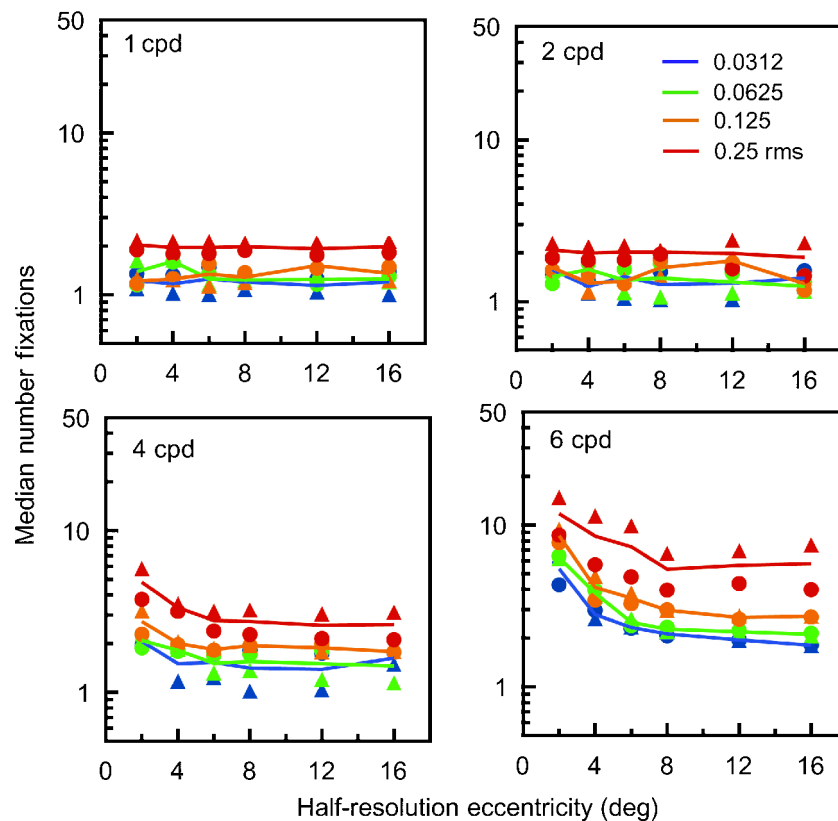 1 cpd
50
10
1
0 4 8 12 16
2 cpd
0.0312
0.0625
0.125
0.25 rms
50
10
1
0 4 8 12 16
Median number fixations
4 cpd
50
10
1
0 4 8 12 16
6 cpd
50
10
1
0 4 8 12 16
Half-resolution eccentricity (deg)